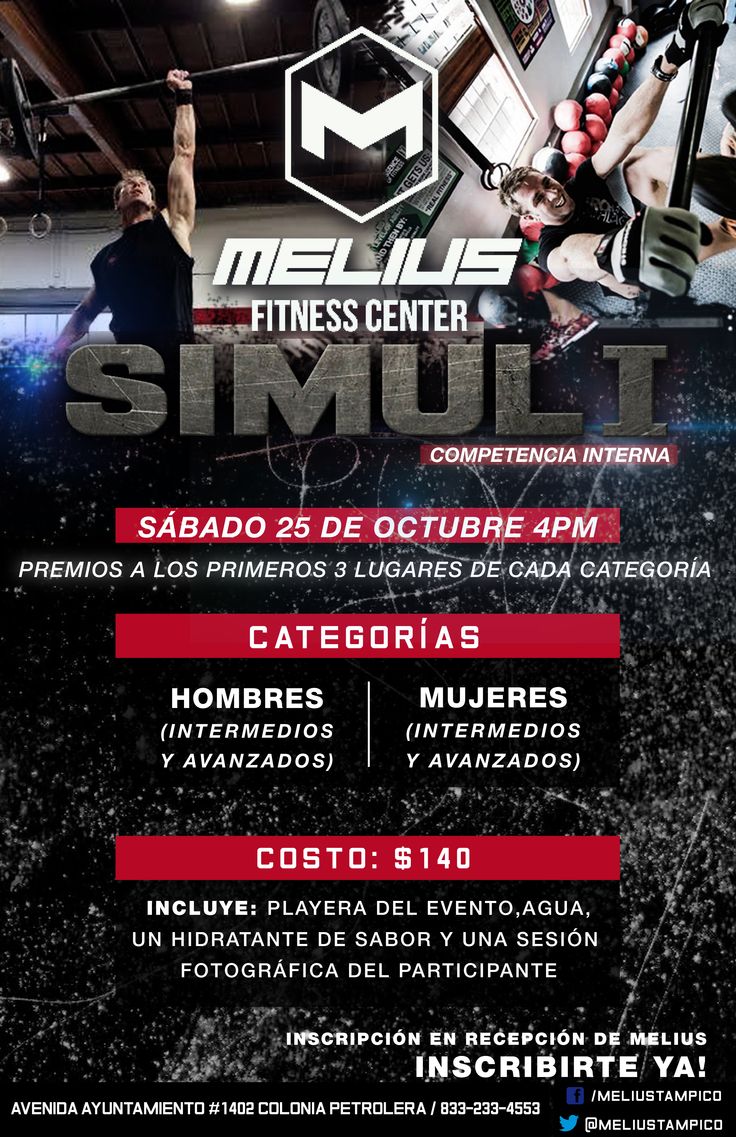 M
MELIUS
FITNESS CENTER
SIMULI
COMPETENCIA INTERNA
SÁBADO 25 DE OCTUBRE 4PM
PREMIOS A LOS PRIMEROS 3 LUGARES DE CADA CATEGORÍA
CATEGORÍAS
HOMBRES
(INTERMEDIOS
Y AVANZADOS)
MUJERES
(INTERMEDIOS
Y AVANZADOS)
COSTO: $140
INCLUYE: PLAYERA DEL EVENTO,AGUA,
UN HIDRATANTE DE SABOR Y UNA SESIÓN
FOTOGRÁFICA DEL PARTICIPANTE
INSCRIPCIÓN EN RECEPCIÓN DE MELIUS
INSCRIBIRTE YA!
AVENIDA AYUNTAMIENTO #1402 COLONIA PETROLERA / 833-233-4553
/MELIUSTAMPICO
@MELIUSTAMPICO